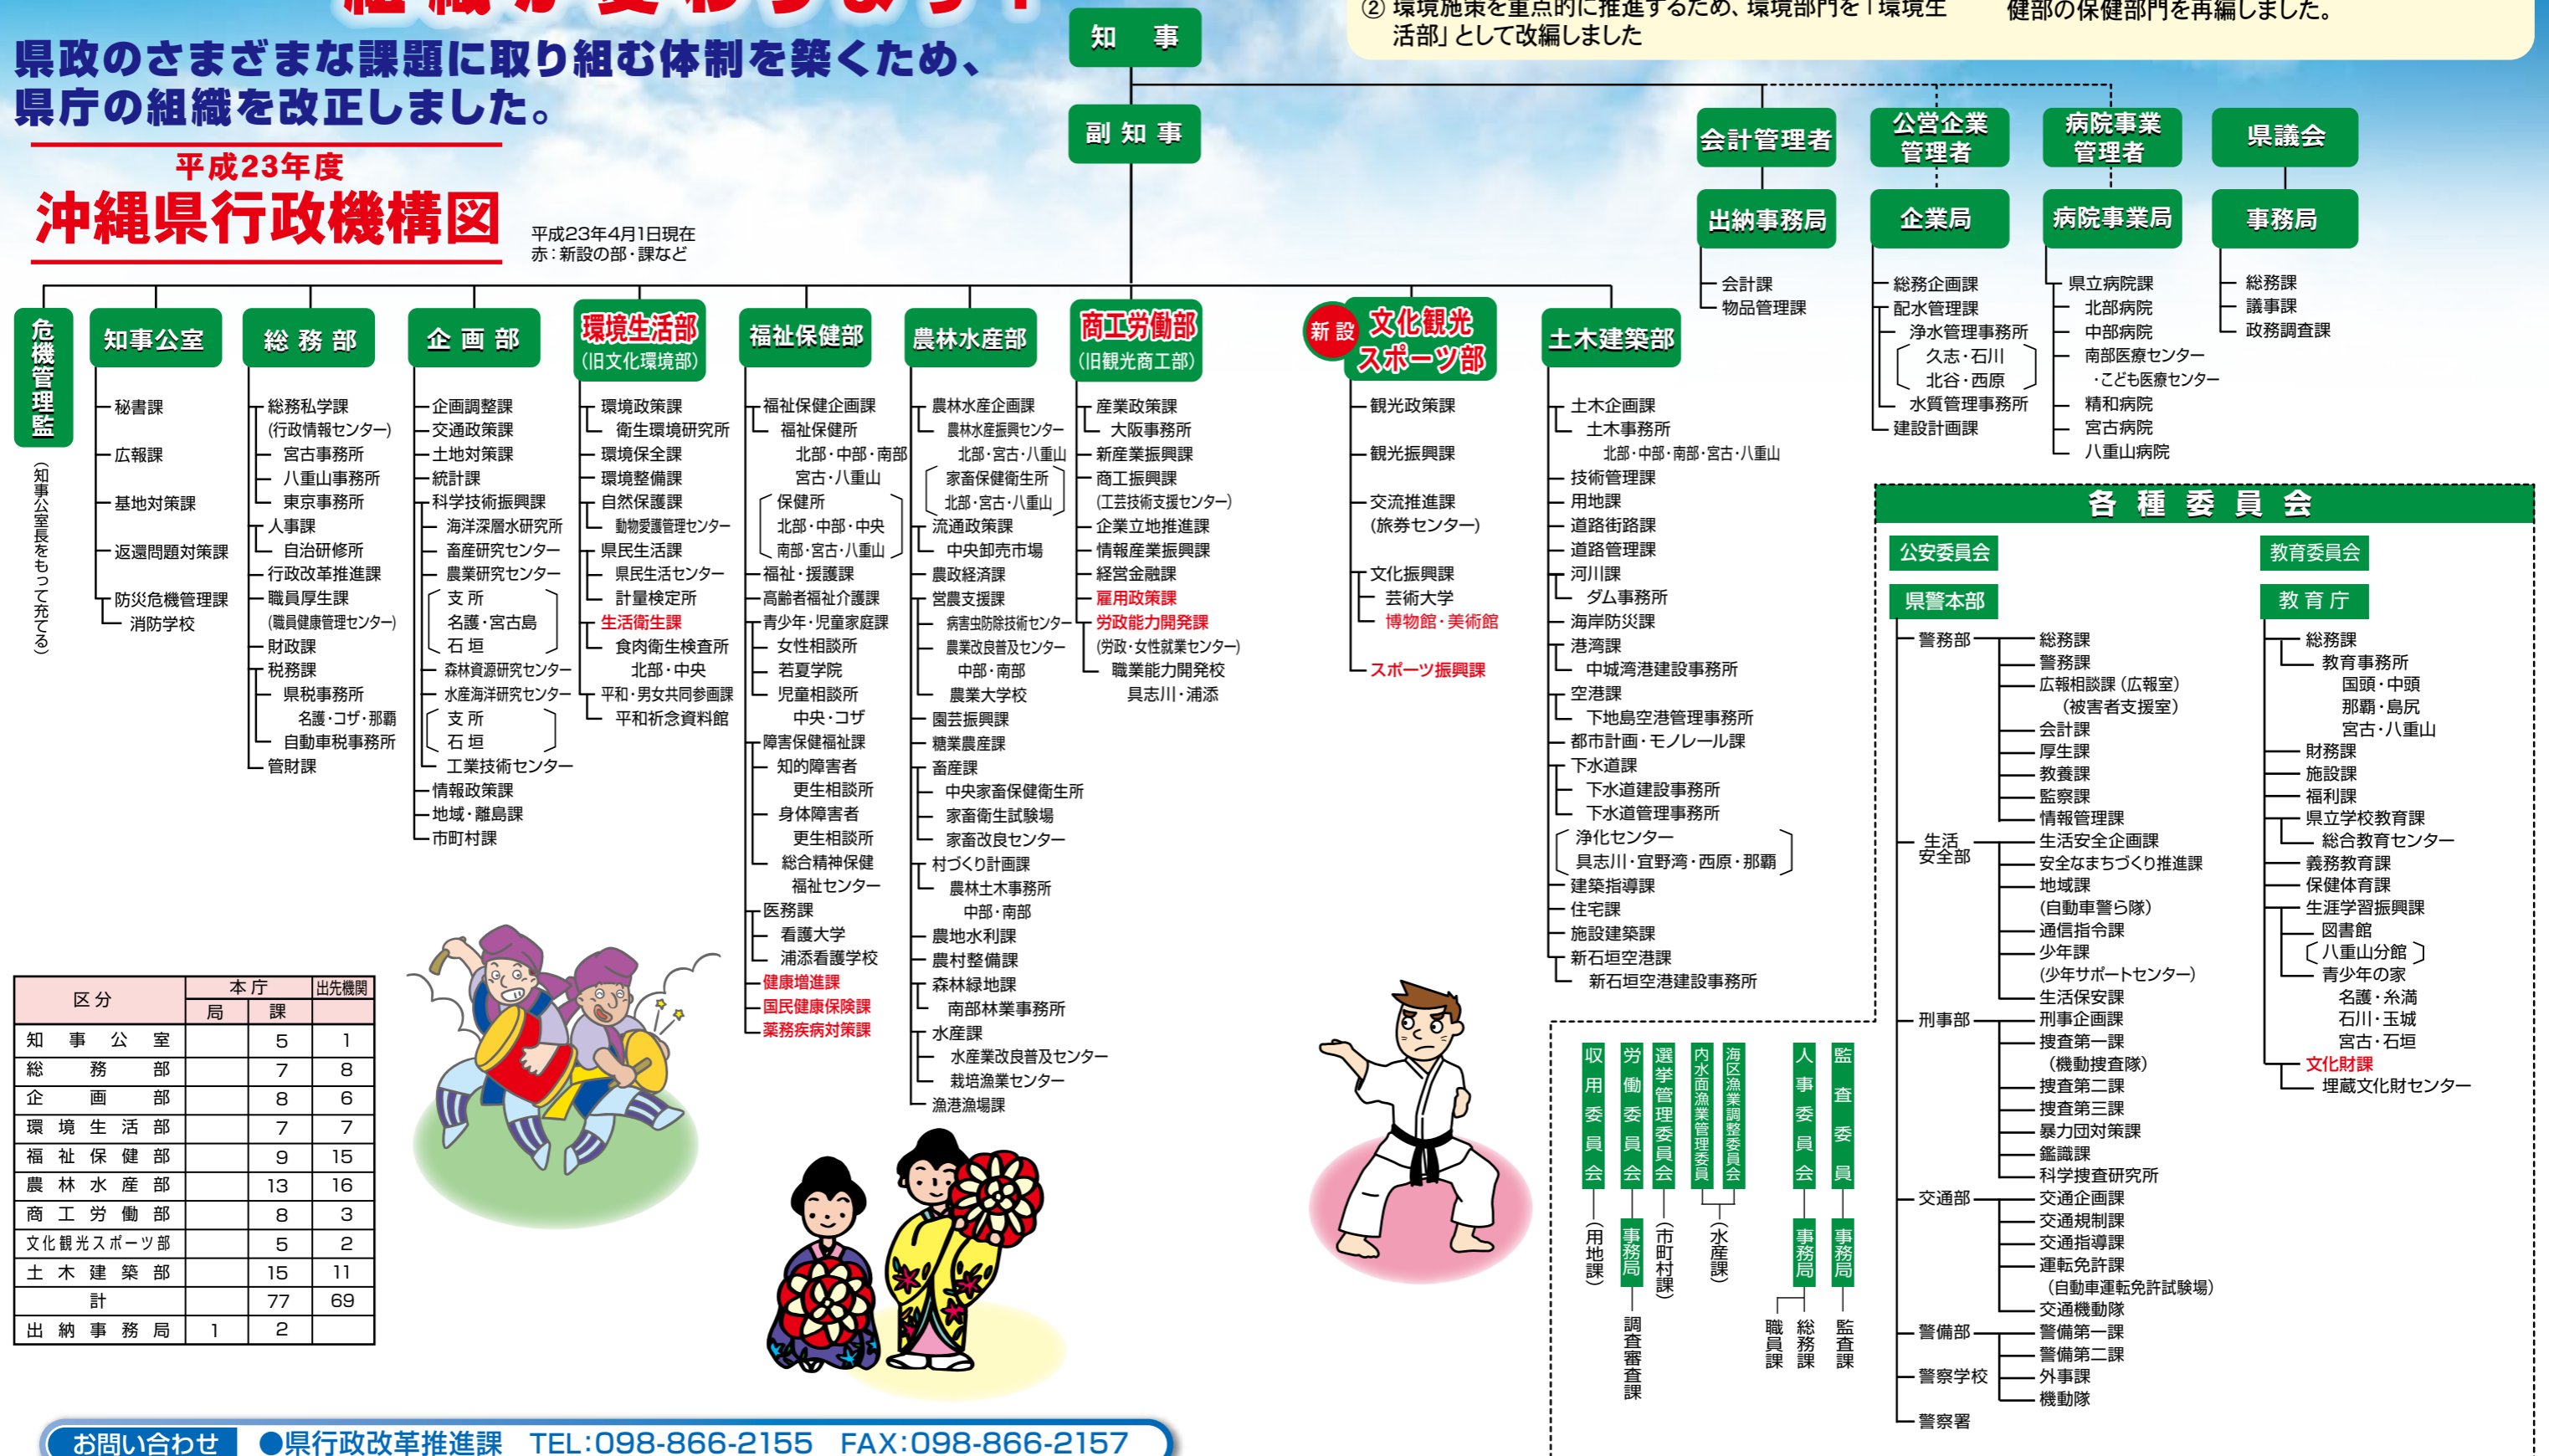 組織が変わります！
県政のさまざまな課題に取り組む体制を築くため、
県庁の組織を改正しました。
② 環境施策を重点的に推進するため、環境部門を「環境生
活部」として改編しました
健部の保健部門を再編しました。
平成23年度
沖縄県行政機構図
平成23年4月1日現在
赤：新設の部・課など
知　事
副知事
会計管理者
出納事務局
会計課
物品管理課
公営企業
管理者
企業局
総務企画課
配水管理課
浄水管理事務所
久志・石川
北谷・西原
水質管理事務所
建設計画課
病院事業
管理者
病院事業局
県立病院課
北部病院
中部病院
南部医療センター
・こども医療センター
精和病院
宮古病院
八重山病院
県議会
事務局
総務課
議事課
政務調査課
危機管理監
（知事公室長をもって充てる）
知事公室
秘書課
広報課
基地対策課
返還問題対策課
防災危機管理課
消防学校
総務部
総務私学課
(行政情報センター)
宮古事務所
八重山事務所
東京事務所
人事課
自治研修所
行政改革推進課
職員厚生課
(職員健康管理センター)
財政課
税務課
県税事務所
名護・コザ・那覇
自動車税事務所
管財課
企画部
企画調整課
交通政策課
土地対策課
統計課
科学技術振興課
海洋深層水研究所
畜産研究センター
農業研究センター
支所
名護・宮古島
石垣
森林資源研究センター
水産海洋研究センター
支所
石垣
工業技術センター
情報政策課
地域・離島課
市町村課
環境生活部
（旧文化環境部）
環境政策課
衛生環境研究所
環境保全課
環境整備課
自然保護課
動物愛護管理センター
県民生活課
県民生活センター
計量検定所
生活衛生課
食肉衛生検査所
北部・中央
平和・男女共同参画課
平和祈念資料館
福祉保健部
福祉保健企画課
福祉保健所
北部・中部・南部
宮古・八重山
保健所
北部・中部・中央
南部・宮古・八重山
福祉・援護課
高齢者福祉介護課
青少年・児童家庭課
女性相談所
若夏学院
児童相談所
中央・コザ
障害保健福祉課
知的障害者
更生相談所
身体障害者
更生相談所
総合精神保健
福祉センター
医務課
看護大学
浦添看護学校
健康増進課
国民健康保険課
薬務疾病対策課
農林水産部
農林水産企画課
農林水産振興センター
北部・宮古・八重山
家畜保健衛生所
北部・宮古・八重山
流通政策課
中央卸売市場
農政経済課
営農支援課
病害虫防除技術センター
農業改良普及センター
中部・南部
農業大学校
園芸振興課
糖業農産課
畜産課
中央家畜保健衛生所
家畜衛生試験場
家畜改良センター
村づくり計画課
農林土木事務所
中部・南部
農地水利課
農村整備課
森林緑地課
南部林業事務所
水産課
水産業改良普及センター
栽培漁業センター
漁港漁場課
商工労働部
（旧観光商工部）
産業政策課
大阪事務所
新産業振興課
商工振興課
(工芸技術支援センター)
企業立地推進課
情報産業振興課
経営金融課
雇用政策課
労政能力開発課
(労政・女性就業センター)
職業能力開発校
具志川・浦添
新設
文化観光
スポーツ部
観光政策課
観光振興課
交流推進課
(旅券センター)
文化振興課
芸術大学
博物館・美術館
スポーツ振興課
土木建築部
土木企画課
土木事務所
北部・中部・南部・宮古・八重山
技術管理課
用地課
道路街路課
道路管理課
河川課
ダム事務所
海岸防災課
港湾課
中城湾港建設事務所
空港課
下地島空港管理事務所
都市計画・モノレール課
下水道課
下水道建設事務所
下水道管理事務所
浄化センター
具志川・宜野湾・西原・那覇
建築指導課
住宅課
施設建築課
新石垣空港課
新石垣空港建設事務所
各種委員会
公安委員会
県警本部
警務部
総務課
警務課
広報相談課（広報室）
（被害者支援室）
会計課
厚生課
教養課
監察課
情報管理課
生活
安全部
生活安全企画課
安全なまちづくり推進課
地域課
(自動車警ら隊)
通信指令課
少年課
(少年サポートセンター)
生活保安課
刑事部
刑事企画課
捜査第一課
（機動捜査隊）
捜査第二課
捜査第三課
暴力団対策課
鑑識課
科学捜査研究所
交通部
交通企画課
交通規制課
交通指導課
運転免許課
（自動車運転免許試験場）
交通機動隊
警備部
警備第一課
警備第二課
外事課
機動隊
警察学校
警察署
教育委員会
教育庁
総務課
教育事務所
国頭・中頭
那覇・島尻
宮古・八重山
財務課
施設課
福利課
県立学校教育課
総合教育センター
義務教育課
保健体育課
生涯学習振興課
図書館
八重山分館
青少年の家
名護・糸満
石川・玉城
宮古・石垣
文化財課
埋蔵文化財センター
収用委員会
（用地課）
労働委員会
事務局
調査審査課
選挙管理委員会
（市町村課）
内水面漁業管理委員
海区漁業調整委員会
（水産課）
人事委員会
事務局
職員課
総務課
監査委員
事務局
監査課
区分 本庁 出先機関
局 課
知事公室 5 1
総務部 7 8
企画部 8 6
環境生活部 7 7
福祉保健部 9 15
農林水産部 13 16
商工労働部 8 3
文化観光スポーツ部 5 2
土木建築部 15 11
計 77 69
出納事務局 1 2
お問い合わせ ●県行政改革推進課 TEL：098-866-2155 FAX：098-866-2157